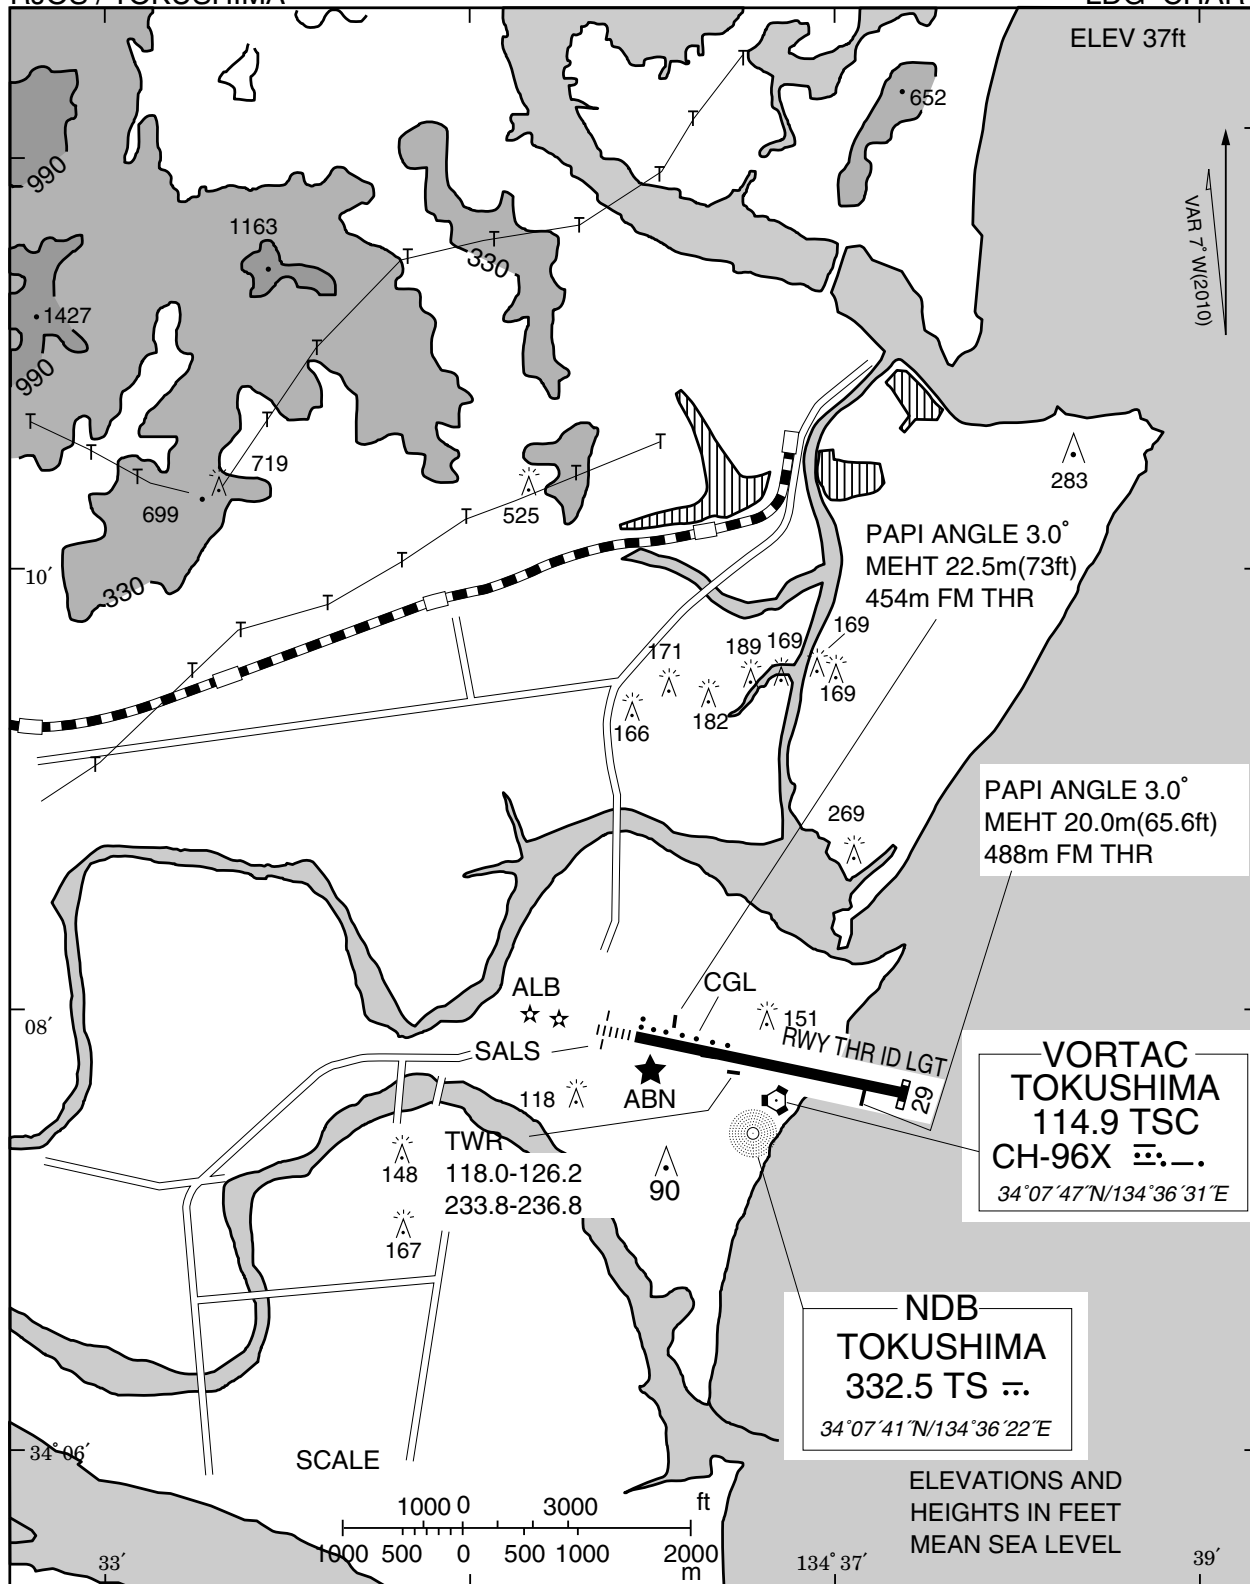 RJOS / TOKUSHIMA
LDG CHAR
ELEV 37ft
652
990
VAR 7° W(2010)
1163
330
1427
990
719
699
525
283
PAPI ANGLE 3.0°
MEHT 22.5m(73ft)
454m FM THR
10′
330
169
189
169
171
169
182
166
PAPI ANGLE 3.0°
MEHT 20.0m(65.6ft)
488m FM THR
269
ALB
CGL
08′
151
RWY THR ID LGT
SALS
29
VORTAC
TOKUSHIMA
114.9 TSC
CH-96X
34°07′47″N/134°36′31″E
118
ABN
TWR
118.0-126.2
233.8-236.8
148
90
167
NDB
TOKUSHIMA
332.5 TS
34°07′41″N/134°36′22″E
34°06′
SCALE
ELEVATIONS AND
HEIGHTS IN FEET
MEAN SEA LEVEL
1000 0 3000 ft
1000 500 0 500 1000 2000
m
33′
134°37′
39′